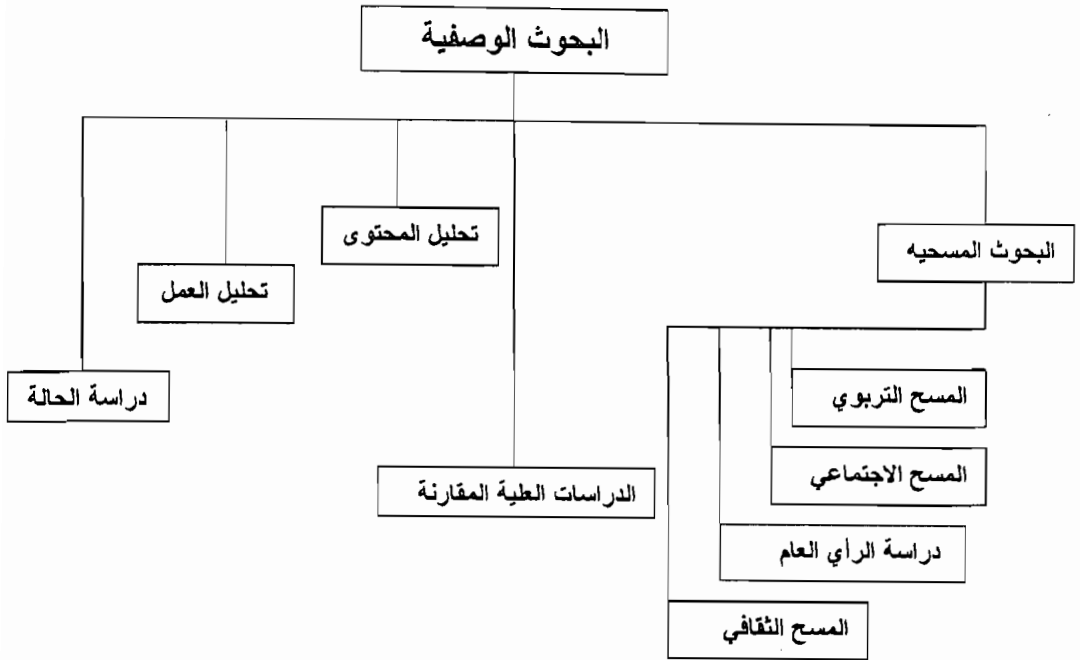 البحوث الوصفية
تحليل المحتوى
البحوث المسحيه
تحليل العمل
دراسة الحالة
المسح التربوي
المسح الاجتماعي
الدراسات العلية المقارنة
دراسة الرأي العام
المسح الثقافي